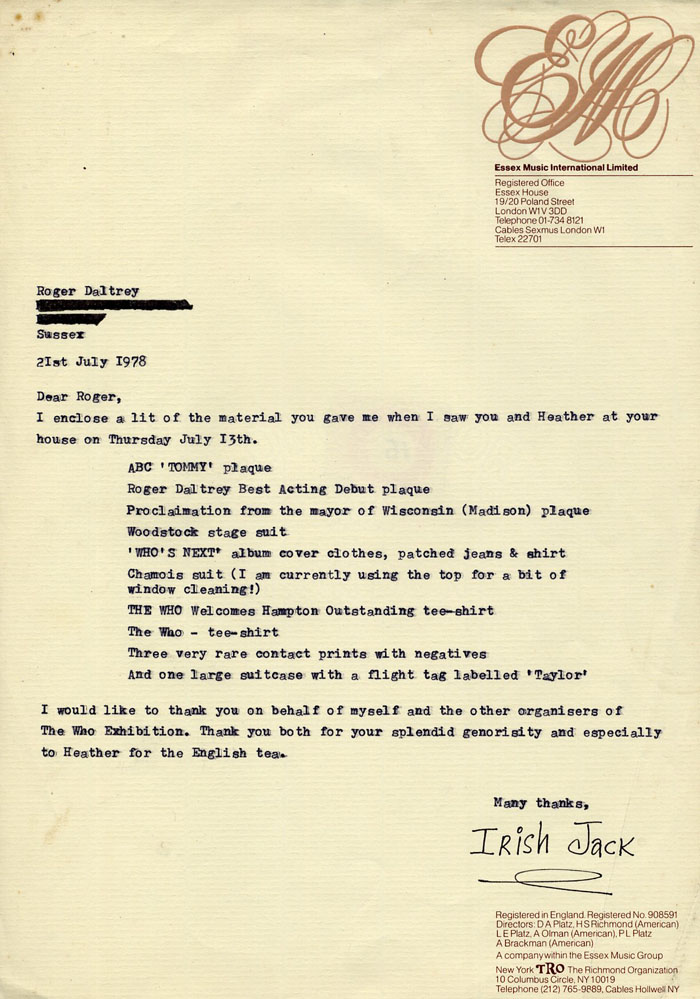 EM
Essex Music International Limited
Registered Office
Essex House
19/20 Poland Street
London W1V 3DD
Telephone 01-734 8121
Cables Sexmus London W1
Telex 22701
Roger Daltrey
Sussex
2Ist July I978
Dear Roger,
I enclose a lit of the material you gave me when I saw you and Heather at your
house on Thursday July I3th.
ABC 'TOMMY' plaque
Roger Daltrey Best Acting Debut plaque
Proclaimation from the mayor of Wisconsin (Madison) plaque
Woodstock stage suit
'WHO'S NEXT' album cover clothes, patched jeans & shirt
Chamois suit (I am currently using the top for a bit of
window cleaning!)
THE WHO Welcomes Hampton Outstanding tee-shirt
The Who - tee-shirt
Three very rare contact prints with negatives
And one large suitcase with a flight tag labelled 'Taylor'
I would like to thank you on behalf of myself and the other organisers of
The Who Exhibition. Thank you both for your splendid genorisity and especially
to Heather for the English tea.
Many thanks,
Irish Jack
Registered in England. Registered No. 908591
Directors: D A Platz, H S Richmond (American)
L E Platz, A Olman (American), P L Platz
A Brackman (American)
A company within the Essex Music Group
New York TRO The Richmond Organization
10 Columbus Circle, NY 10019
Telephone (212) 765-9889, Cables Hollwell NY